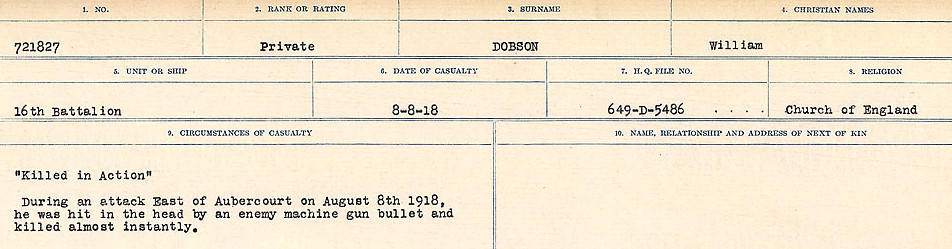 1. NO. 2. RANK OR RATING 3. SURNAME 4. CHRISTIAN NAMES
721827 Private DOBSON William
5. UNIT OR SHIP 6. DATE OF CASUALTY 7. H.Q. FILE NO. 8. RELIGION
16th Battalion 8-8-18 649-D-5486 .... Church of England
9. CIRCUMSTANCES OF CASUALTY 10. NAME, RELATIONSHIP AND ADDRESS OF NEXT OF KIN
"Killed in Action"
During an attack East of Aubercourt on August 8th 1918,
he was hit in the head by an enemy machine gun bullet and
killed almost instantly.